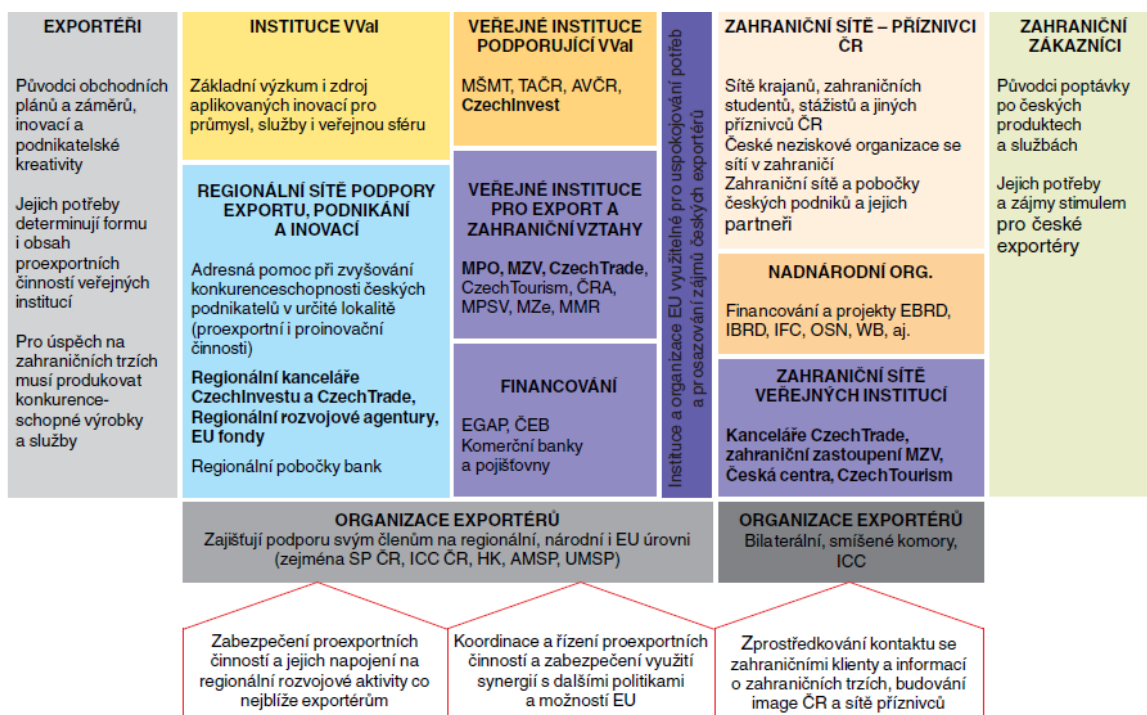 EXPORTÉŘI
Původci obchodních
plánů a záměrů,
inovací a
podnikatelské
kreativity
Jejich potřeby
determinují formu
i obsah
proexportních
činností veřejných
institucí
Pro úspěch na
zahraničních trzích
musí produkovat
konkurence-
schopné výrobky
a služby
INSTITUCE VVaI
Základní výzkum i zdroj
aplikovaných inovací pro
průmysl, služby i veřejnou sféru
REGIONÁLNÍ SÍTĚ PODPORY
EXPORTU, PODNIKÁNÍ
A INOVACÍ
Adresná pomoc při zvyšování
konkurenceschopnosti českých
podnikatelů v určité lokalitě
(proexportní i proinovační
činnosti)
Regionální kanceláře
CzechInvestu a CzechTrade,
Regionální rozvojové agentury,
EU fondy
Regionální pobočky bank
VEŘEJNÉ INSTITUCE
PODPORUJÍCÍ VVaI
MŠMT, TAČR, AVČR,
CzechInvest
VEŘEJNÉ INSTITUCE
PRO EXPORT A
ZAHRANIČNÍ VZTAHY
MPO, MZV, CzechTrade,
CzechTourism, ČRA,
MPSV, MZe, MMR
FINANCOVÁNÍ
EGAP, ČEB
Komerční banky
a pojišťovny
Instituce a organizace EU využitelné pro uspokojování potřeb
a prosazování zájmů českých exportérů
ZAHRANIČNÍ SÍTĚ – PŘÍZNIVCI
ČR
Sítě krajanů, zahraničních
studentů, stážistů a jiných
příznivců ČR
České neziskové organizace se
sítí v zahraničí
Zahraniční sítě a pobočky
českých podniků a jejich
partneři
NADNÁRODNÍ ORG.
Financování a projekty EBRD,
IBRD, IFC, OSN, WB, aj.
ZAHRANIČNÍ SÍTĚ
VEŘEJNÝCH INSTITUCÍ
Kanceláře CzechTrade,
zahraniční zastoupení MZV,
Česká centra, CzechTourism
ZAHRANIČNÍ
ZÁKAZNÍCI
Původci poptávky
po českých
produktech
a službách
Jejich potřeby
a zájmy stimulem
pro české
exportéry
ORGANIZACE EXPORTÉRŮ
Zajišťují podporu svým členům na regionální, národní i EU úrovni
(zejména SP ČR, ICC ČR, HK, AMSP, UMSP)
ORGANIZACE EXPORTÉRŮ
Bilaterální, smíšené komory,
ICC
Zabezpečení proexportních
činností a jejich napojení na
regionální rozvojové aktivity co
nejblíže exportérům
Koordinace a řízení proexportních
činností a zabezpečení využití
synergií s dalšími politikami
a možností EU
Zprostředkování kontaktu se
zahraničními klienty a informací
o zahraničních trzích, budování
image ČR a sítě příznivců